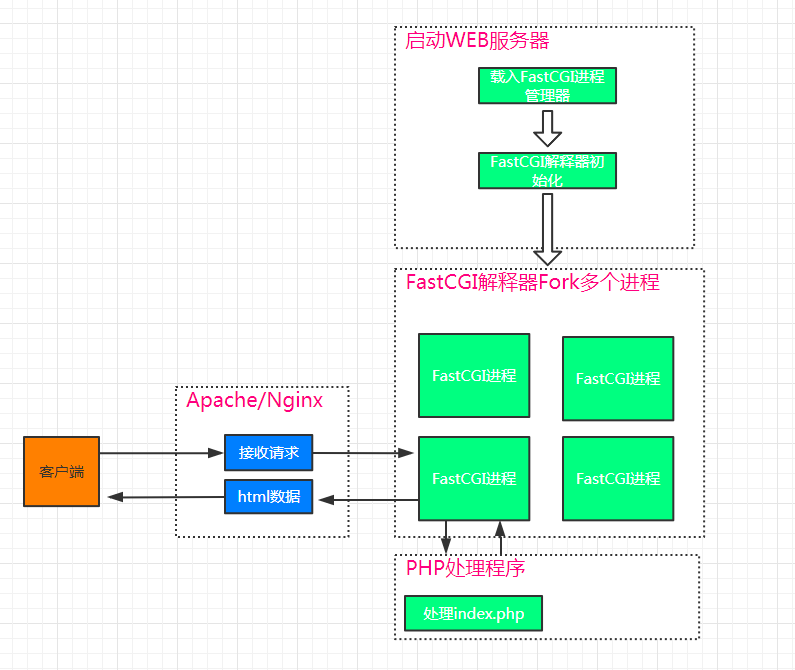 启动WEB服务器
载入FastCGI进程
管理器
FastCGI解释器初
始化
FastCGI解释器Fork多个进程
FastCGI进程
FastCGI进程
Apache/Nginx
客户端
接收请求
html数据
FastCGI进程
FastCGI进程
PHP处理程序
处理index.php